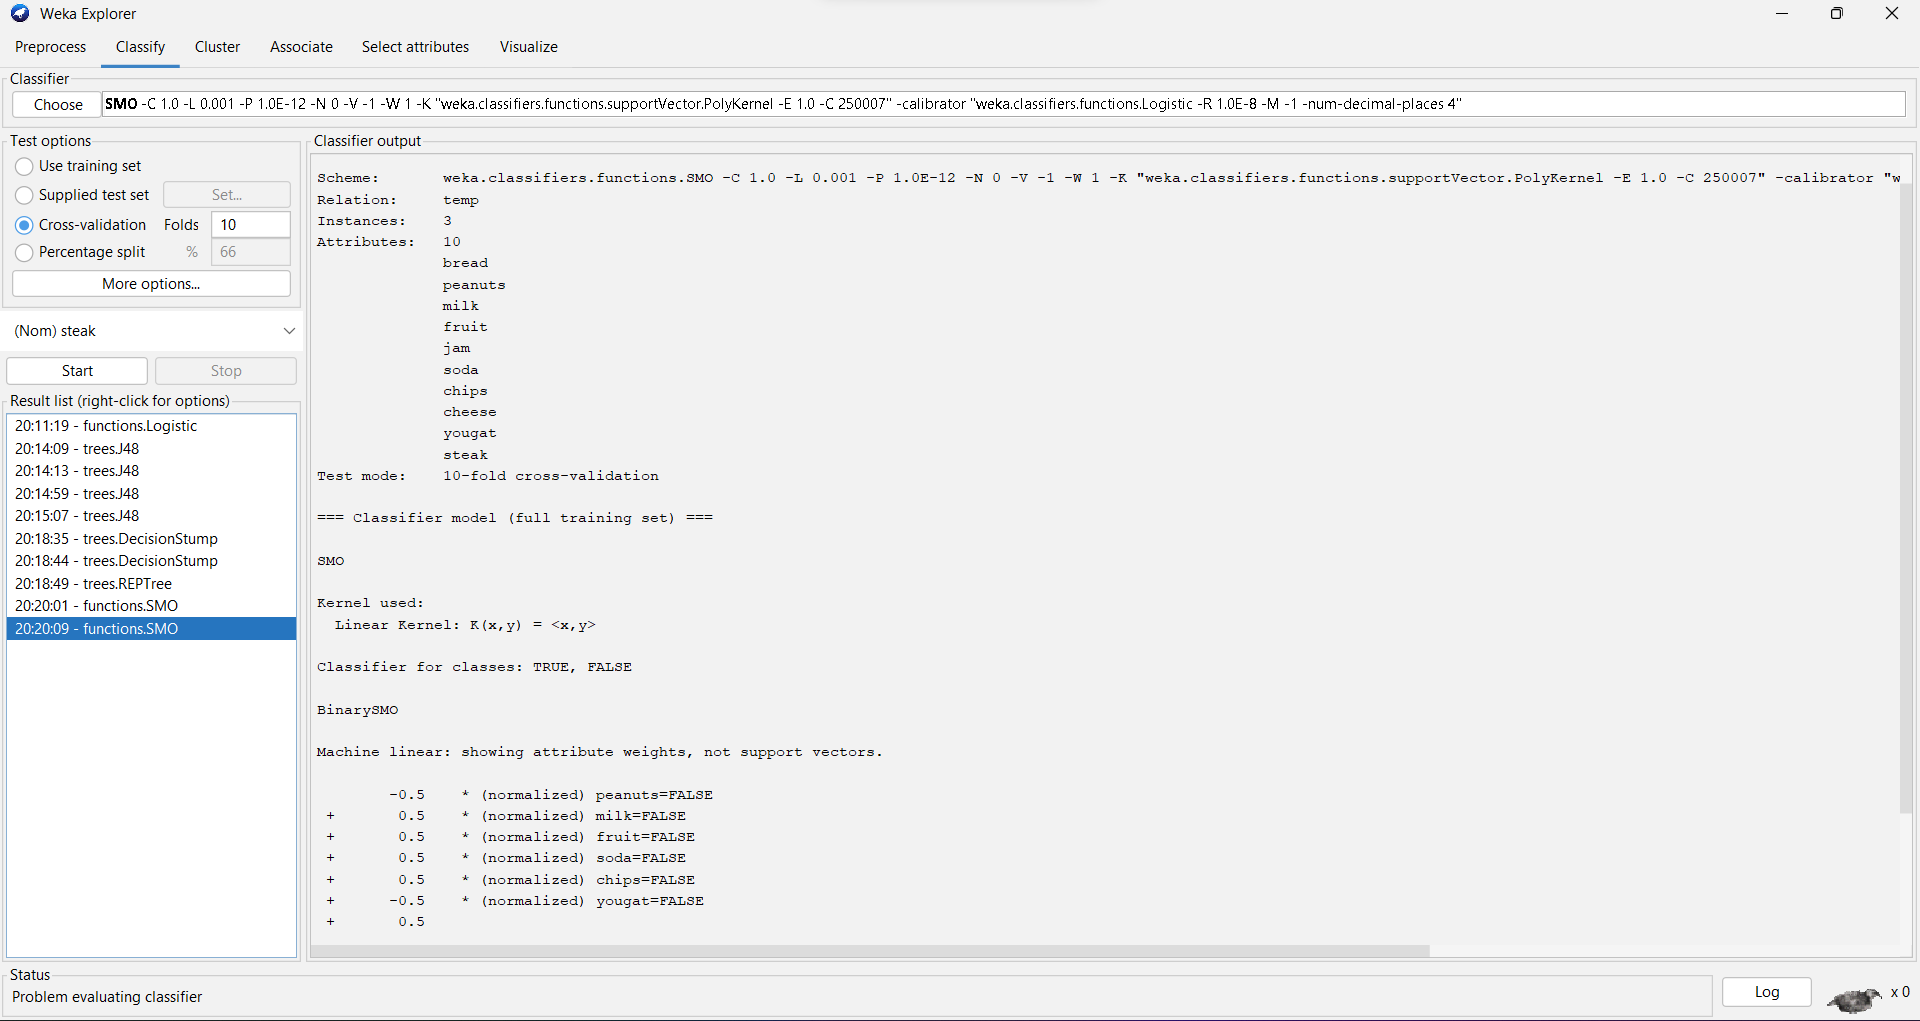 Weka Explorer
Preprocess Classify Cluster Associate Select attributes Visualize
Classifier
Choose SMO -C 1.0 -L 0.001 -P 1.0E-12 -N 0 -V -1 -W 1 -K "weka.classifiers.functions.supportVector.PolyKernel -E 1.0 -C 250007" -calibrator "weka.classifiers.functions.Logistic -R 1.0E-8 -M -1 -num-decimal-places 4"
Test options
Use training set
Supplied test set Set...
Cross-validation Folds 10
Percentage split % 66
More options...
(Nom) steak
Start Stop
Result list (right-click for options)
20:11:19 - functions.Logistic
20:14:09 - trees.J48
20:14:13 - trees.J48
20:14:59 - trees.J48
20:15:07 - trees.J48
20:18:35 - trees.DecisionStump
20:18:44 - trees.DecisionStump
20:18:49 - trees.REPTree
20:20:01 - functions.SMO
20:20:09 - functions.SMO
Classifier output
Scheme: weka.classifiers.functions.SMO -C 1.0 -L 0.001 -P 1.0E-12 -N 0 -V -1 -W 1 -K "weka.classifiers.functions.supportVector.PolyKernel -E 1.0 -C 250007" -calibrator "w
Relation: temp
Instances: 3
Attributes: 10
bread
peanuts
milk
fruit
jam
soda
chips
cheese
yougat
steak
Test mode: 10-fold cross-validation
=== Classifier model (full training set) ===
SMO
Kernel used:
Linear Kernel: K(x,y) = <x,y>
Classifier for classes: TRUE, FALSE
BinarySMO
Machine linear: showing attribute weights, not support vectors.
-0.5 * (normalized) peanuts=FALSE
+ 0.5 * (normalized) milk=FALSE
+ 0.5 * (normalized) fruit=FALSE
+ 0.5 * (normalized) soda=FALSE
+ 0.5 * (normalized) chips=FALSE
+ -0.5 * (normalized) yougat=FALSE
+ 0.5
Status
Problem evaluating classifier
Log
x 0